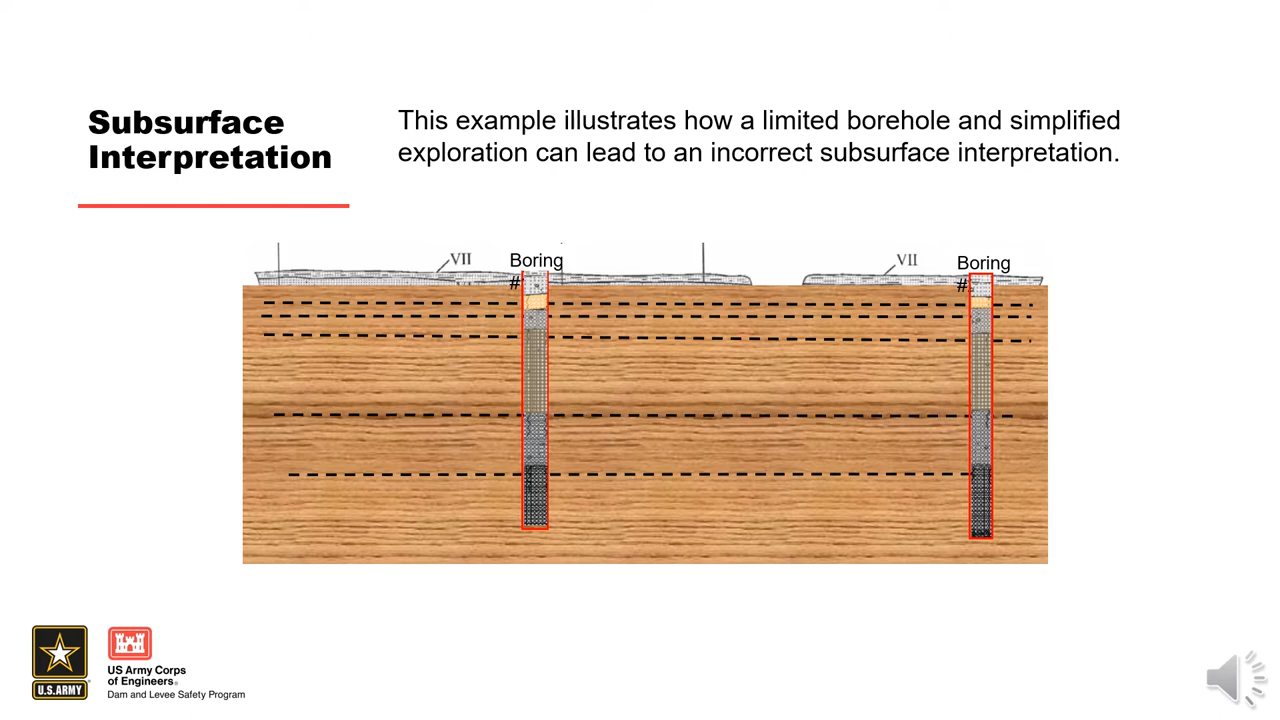 Subsurface
Interpretation
This example illustrates how a limited borehole and simplified
exploration can lead to an incorrect subsurface interpretation.
VII
Boring
#
VII
Boring
#
U.S.ARMY
US Army Corps
of Engineers®
Dam and Levee Safety Program